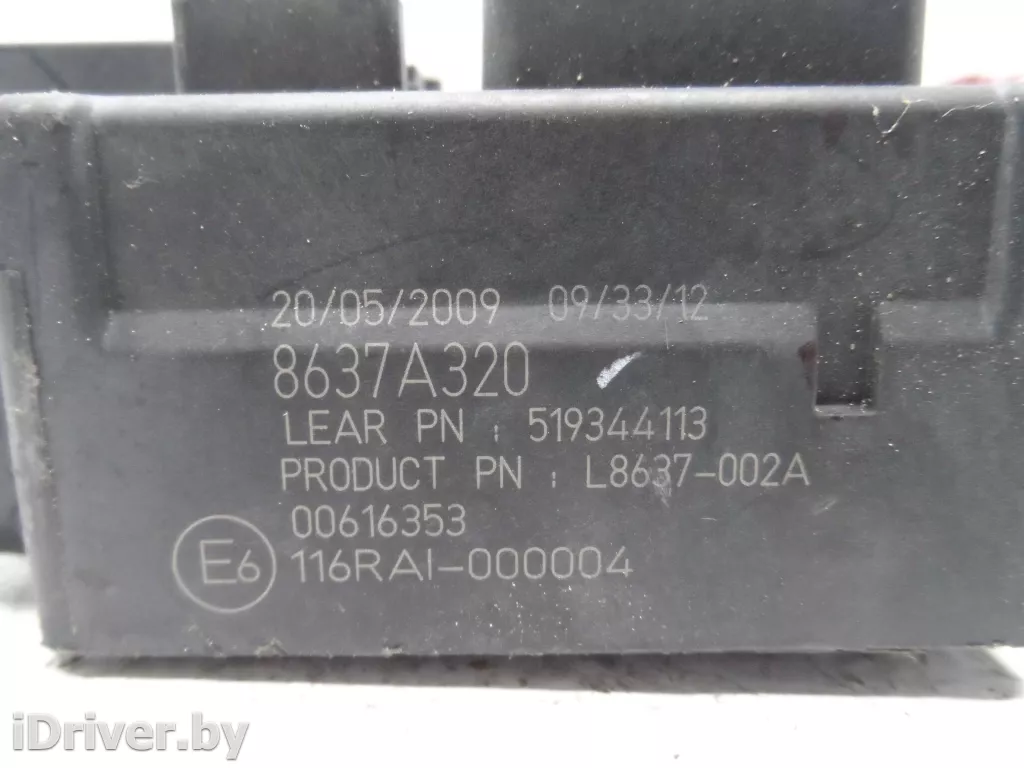 20/05/2009 09/33/12
8637A320
LEAR PN : 519344113
PRODUCT PN : L8637-002A
00616353
E6 116RAI-000004
iDriver.by